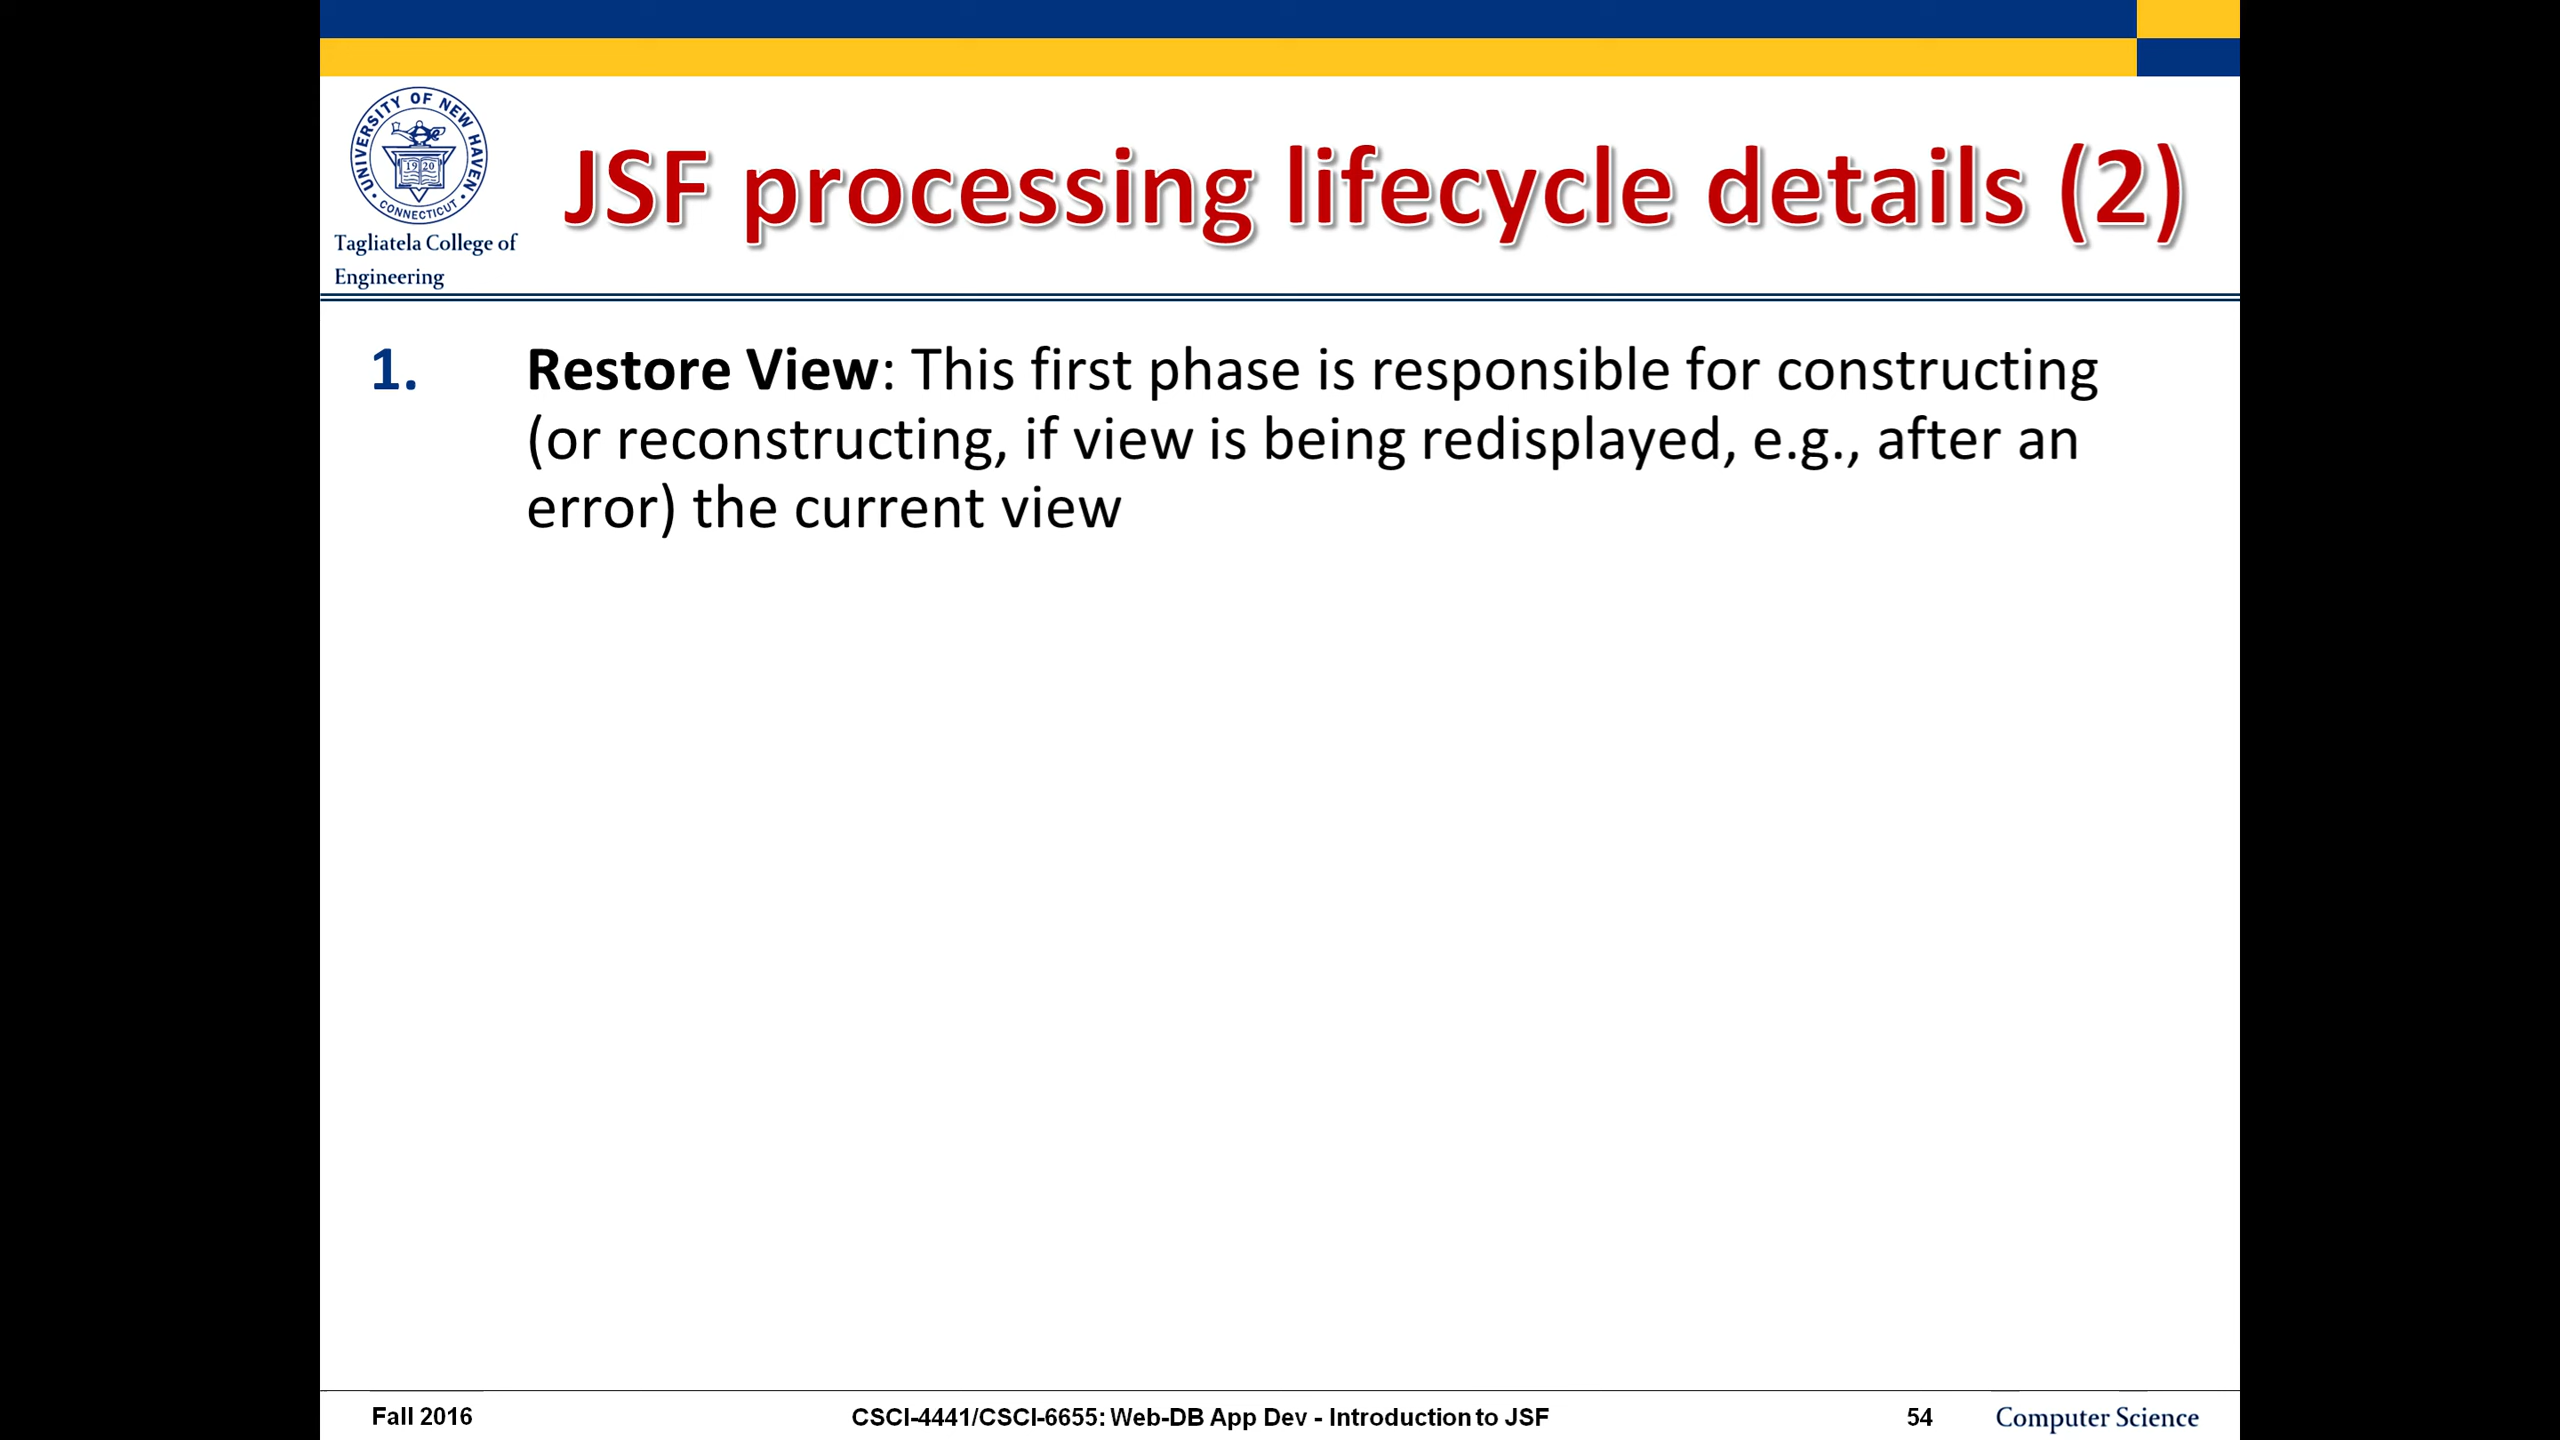 UNIVERSITY OF NEW HAVEN
1920
CONNECTICUT
Tagliatela College of
Engineering
JSF processing lifecycle details (2)
1. Restore View: This first phase is responsible for constructing
(or reconstructing, if view is being redisplayed, e.g., after an
error) the current view
Fall 2016 CSCI-4441/CSCI-6655: Web-DB App Dev - Introduction to JSF 54 Computer Science